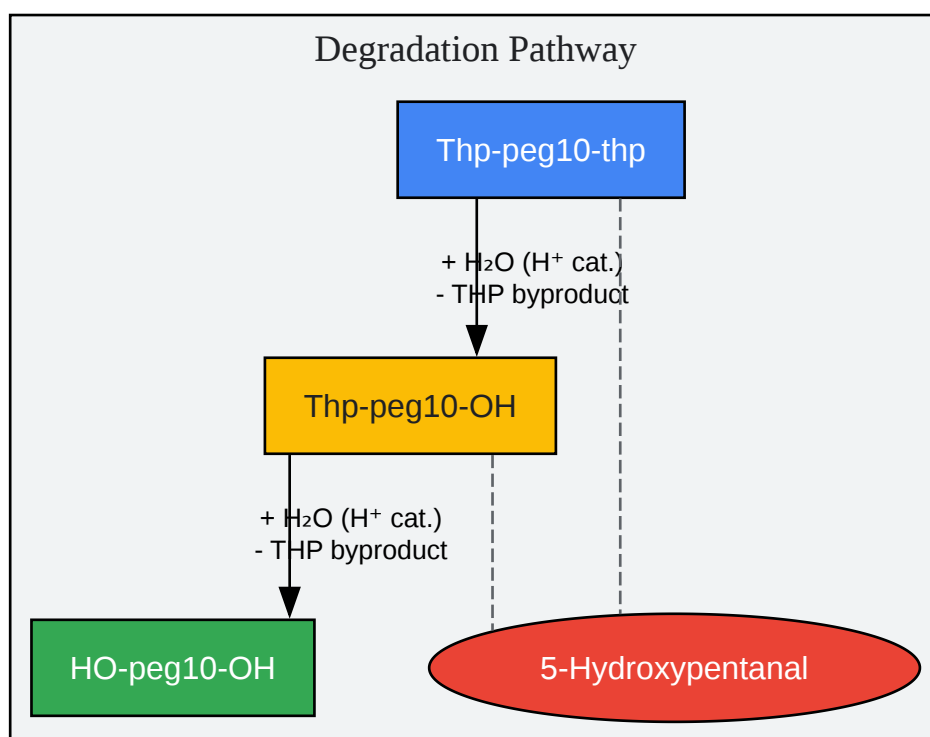 Degradation Pathway
Thp-peg10-thp
+ H₂O (H⁺ cat.)
- THP byproduct
Thp-peg10-OH
+ H₂O (H⁺ cat.)
- THP byproduct
HO-peg10-OH
5-Hydroxypentanal